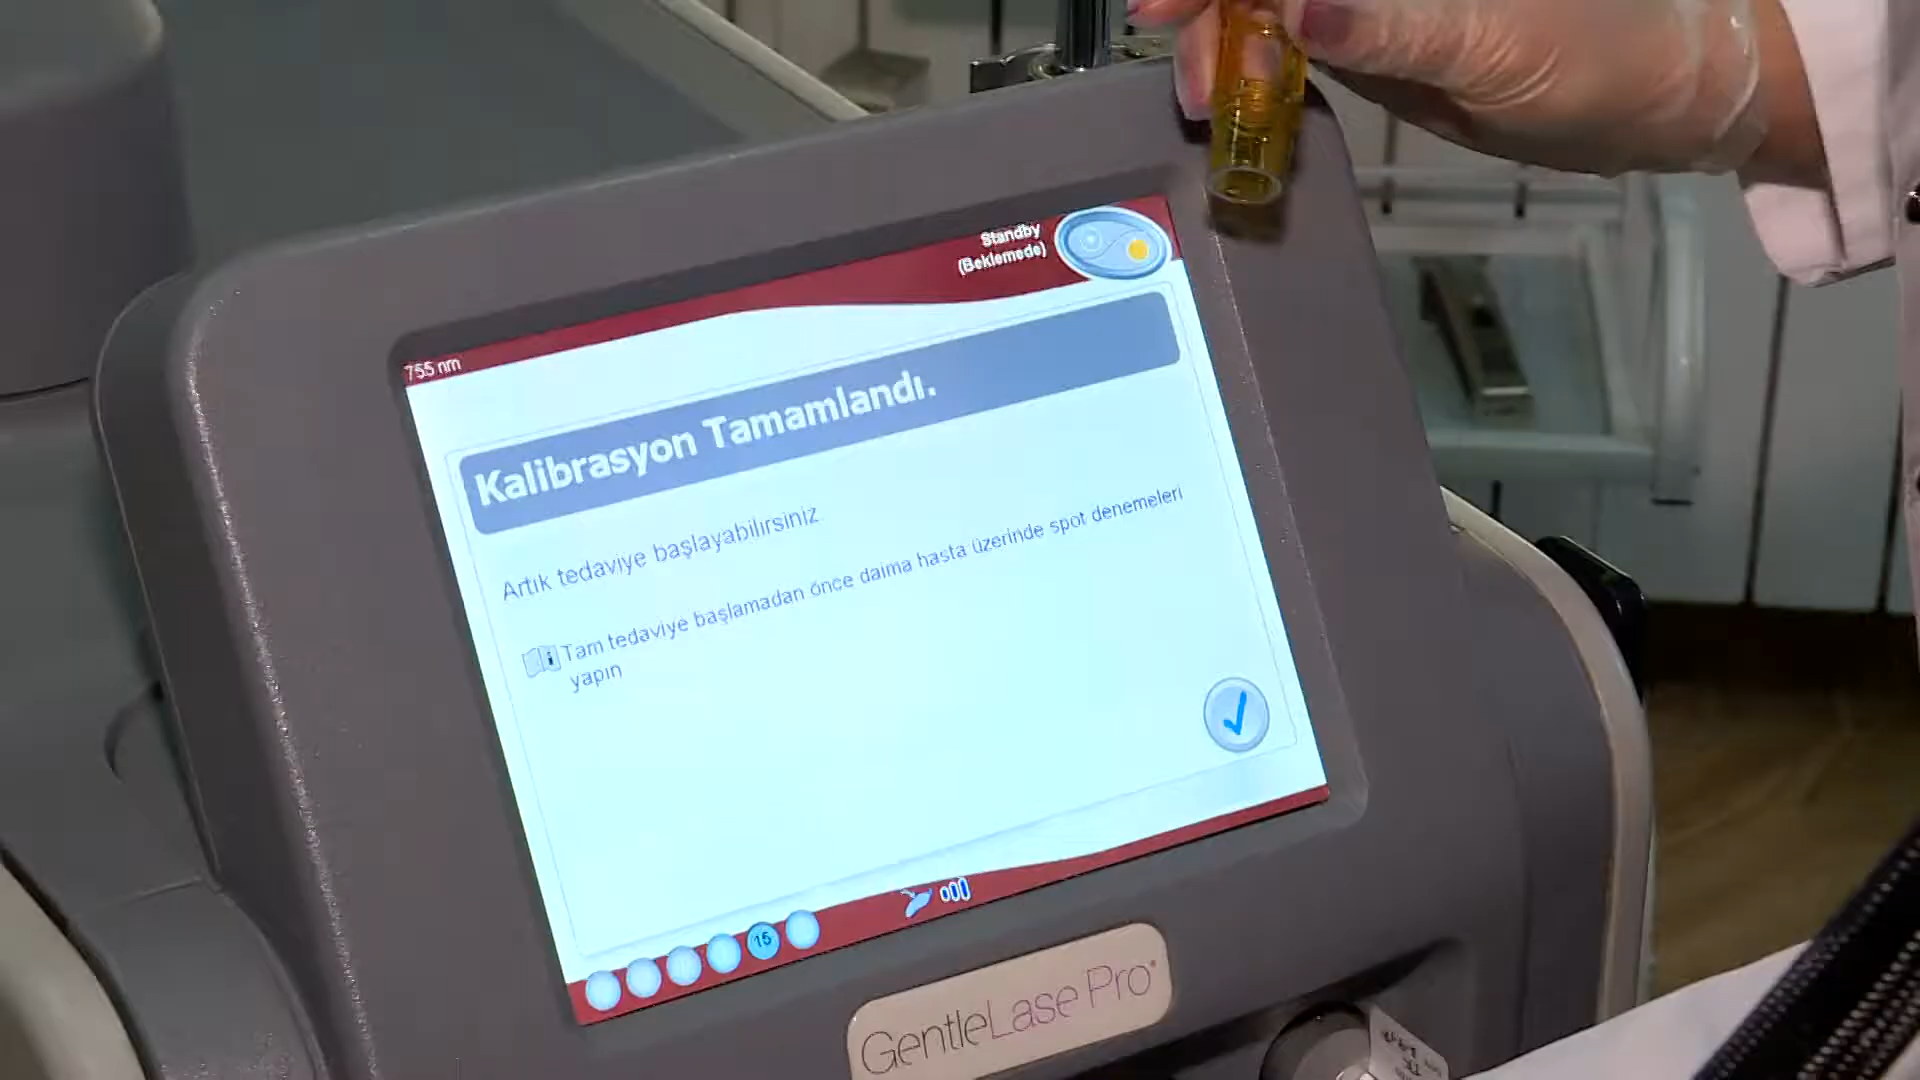 Standby
(Beklemede)
755 nm
Kalibrasyon Tamamlandı.
Artık tedaviye başlayabilirsiniz
Tam tedaviye başlamadan önce daima hasta üzerinde spot denemeleri
yapın
15
GentleLase Pro